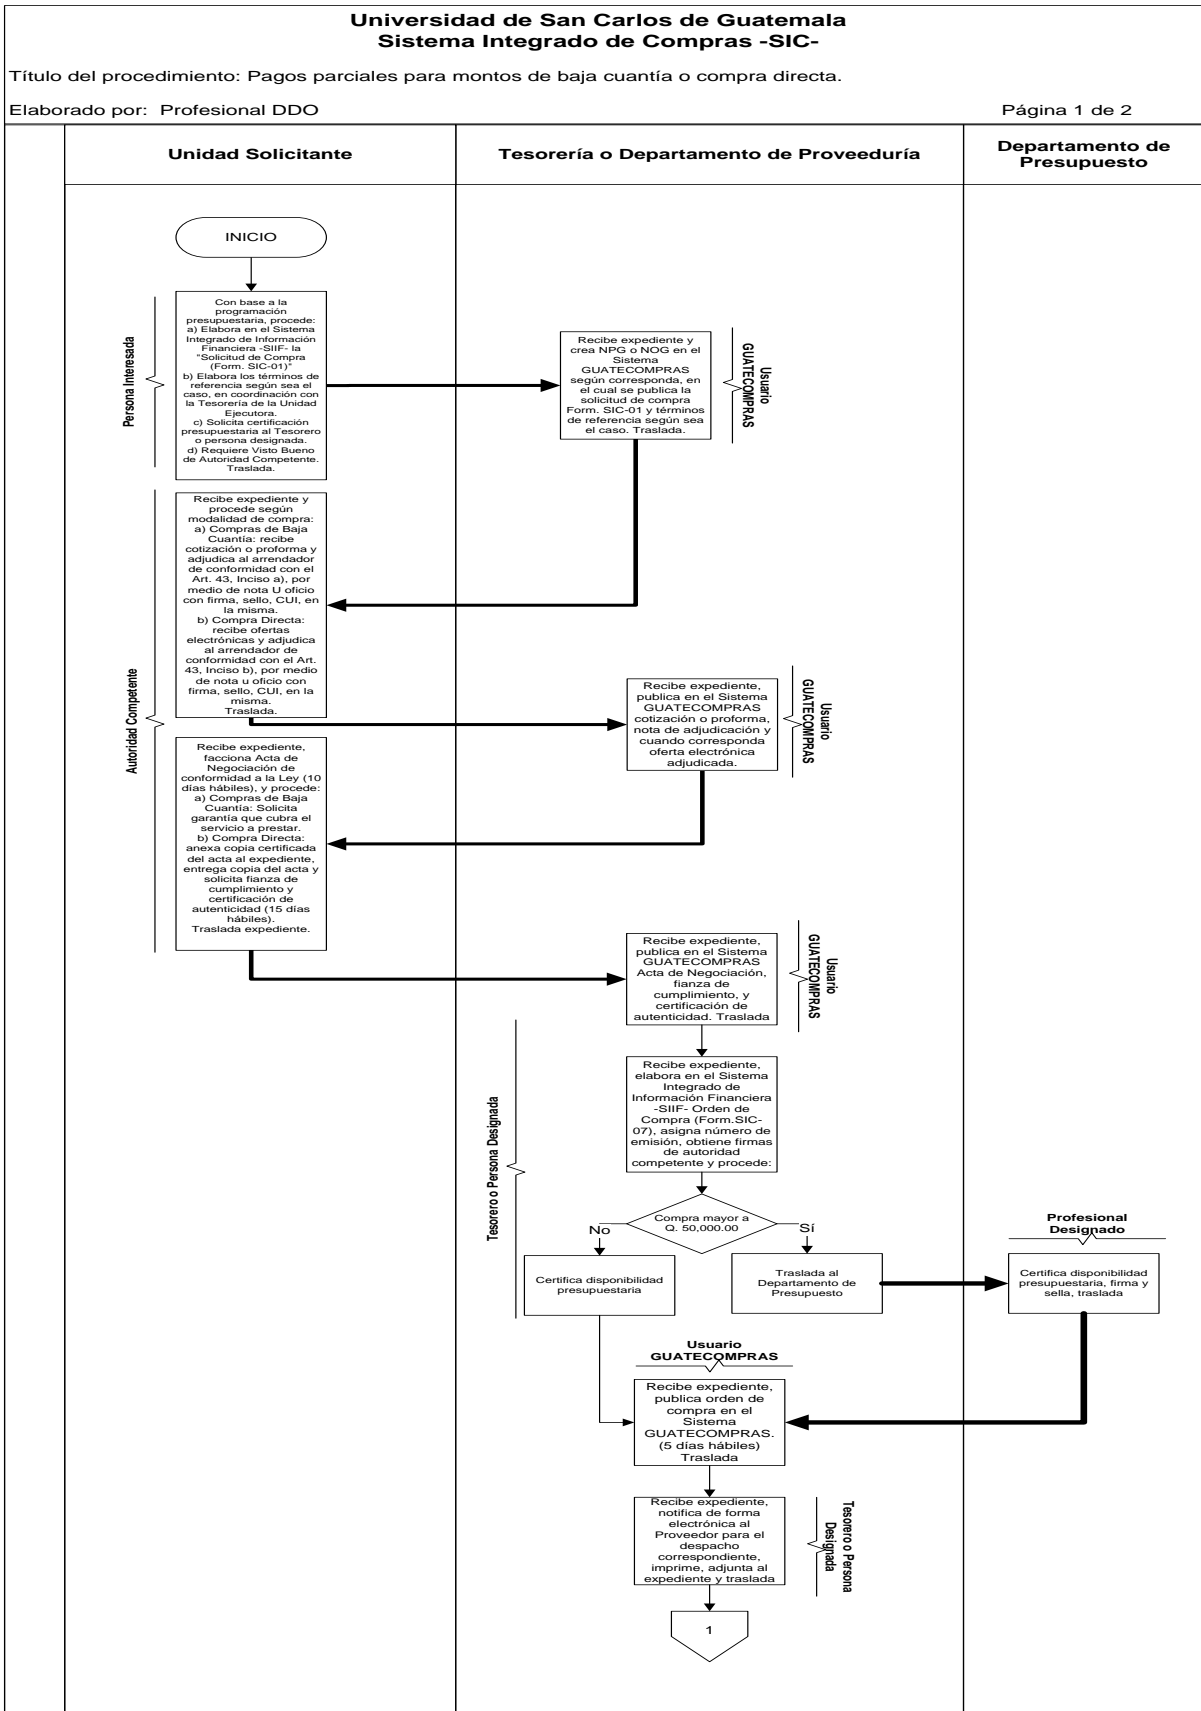 Universidad de San Carlos de Guatemala
Sistema Integrado de Compras -SIC-
Título del procedimiento: Pagos parciales para montos de baja cuantía o compra directa.
Elaborado por: Profesional DDO
Página 1 de 2
Unidad Solicitante
Tesorería o Departamento de Proveeduría
Departamento de
Presupuesto
INICIO
Persona Interesada
Con base a la
programación
presupuestaria, procede:
a) Elabora en el Sistema
Integrado de Información
Financiera -SIIF- la
"Solicitud de Compra
(Form. SIC-01)"
b) Elabora los términos de
referencia según sea el
caso, en coordinación con
la Tesorería de la Unidad
Ejecutora.
c) Solicita certificación
presupuestaria al Tesorero
o persona designada.
d) Requiere Visto Bueno
de Autoridad Competente.
Traslada.
Recibe expediente y
crea NPG o NOG en el
Sistema
GUATECOMPRAS
según corresponda, en
el cual se publica la
solicitud de compra
Form. SIC-01 y términos
de referencia según sea
el caso. Traslada.
Usuario
GUATECOMPRAS
Autoridad Competente
Recibe expediente y
procede según
modalidad de compra:
a) Compras de Baja
Cuantía: recibe
cotización o proforma y
adjudica al arrendador
de conformidad con el
Art. 43, Inciso a), por
medio de nota U oficio
con firma, sello, CUI, en
la misma.
b) Compra Directa:
recibe ofertas
electrónicas y adjudica
al arrendador de
conformidad con el Art.
43, Inciso b), por medio
de nota u oficio con
firma, sello, CUI, en la
misma.
Traslada.
Recibe expediente,
publica en el Sistema
GUATECOMPRAS
cotización o proforma,
nota de adjudicación y
cuando corresponda
oferta electrónica
adjudicada.
Usuario
GUATECOMPRAS
Recibe expediente,
facciona Acta de
Negociación de
conformidad a la Ley (10
días hábiles), y procede:
a) Compras de Baja
Cuantía: Solicita
garantía que cubra el
servicio a prestar.
b) Compra Directa:
anexa copia certificada
del acta al expediente,
entrega copia del acta y
solicita fianza de
cumplimiento y
certificación de
autenticidad (15 días
hábiles).
Traslada expediente.
Recibe expediente,
publica en el Sistema
GUATECOMPRAS
Acta de Negociación,
fianza de
cumplimiento, y
certificación de
autenticidad. Traslada
Usuario
GUATECOMPRAS
Tesorero o Persona Designada
Recibe expediente,
elabora en el Sistema
Integrado de
Información Financiera
-SIIF- Orden de
Compra (Form.SIC-
07), asigna número de
emisión, obtiene firmas
de autoridad
competente y procede:
Compra mayor a
Q. 50,000.00
No
Sí
Certifica disponibilidad
presupuestaria
Traslada al
Departamento de
Presupuesto
Profesional
Designado
Certifica disponibilidad
presupuestaria, firma y
sella, traslada
Usuario
GUATECOMPRAS
Recibe expediente,
publica orden de
compra en el
Sistema
GUATECOMPRAS.
(5 días hábiles)
Traslada
Recibe expediente,
notifica de forma
electrónica al
Proveedor para el
despacho
correspondiente,
imprime, adjunta al
expediente y traslada
Tesorero o Persona
Designada
1